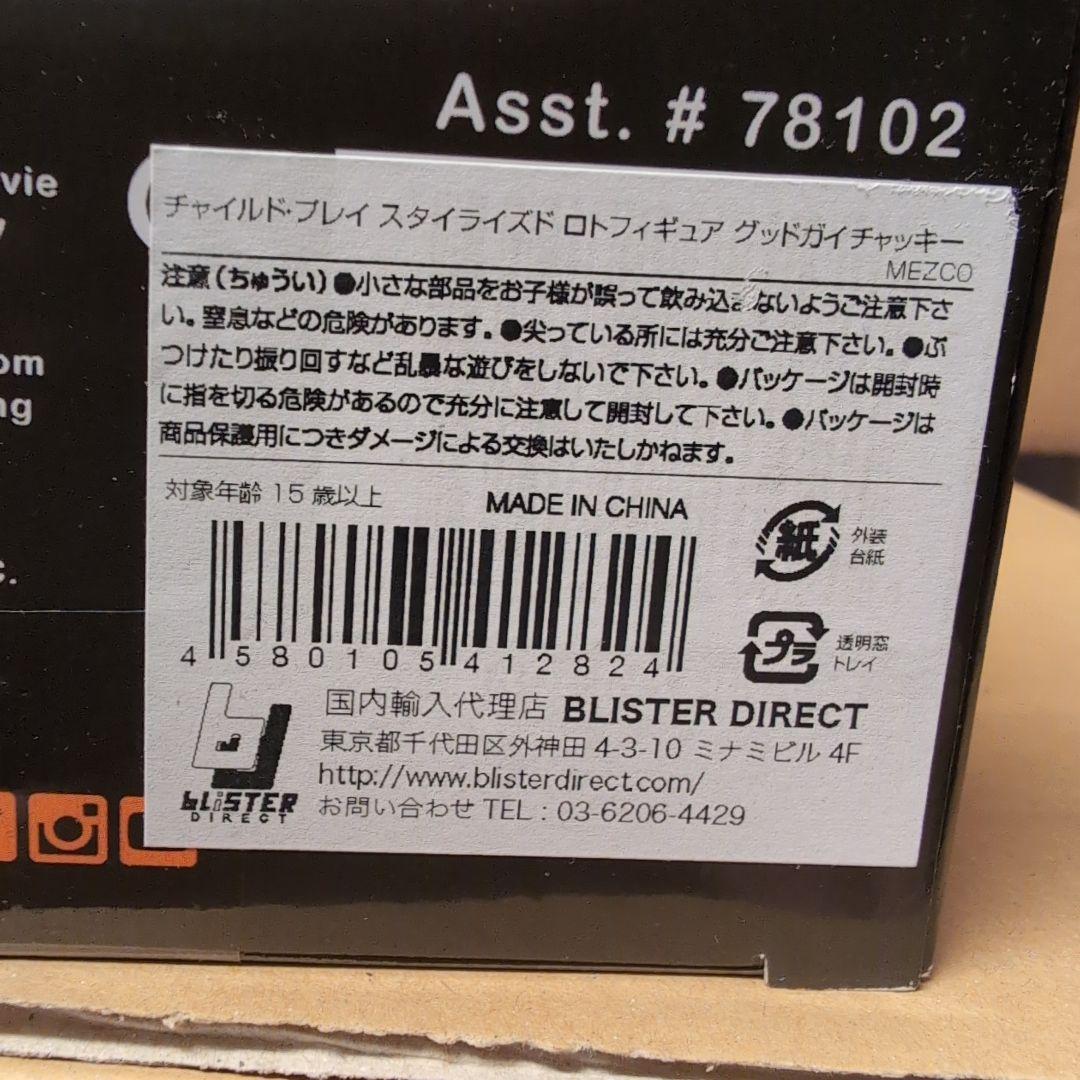 Asst. # 78102
vie
チャイルド・プレイ スタイライズド ロトフィギュア グッドガイチャッキー
MEZCO
注意(ちゅうい)●小さな部品をお子様が誤って飲み込まないようご注意下さ
い。窒息などの危険があります。●尖っている所には充分ご注意下さい。●ぶ
つけたり振り回すなど乱暴な遊びをしないで下さい。●パッケージは開封時
に指を切る危険があるので充分に注意して開封して下さい。●パッケージは
商品保護用につきダメージによる交換はいたしかねます。
om
ng
c.
対象年齢 15 歳以上 MADE IN CHINA
紙 外装
台紙
プラ 透明窓
トレイ
4 580105 412824
国内輸入代理店 BLISTER DIRECT
東京都千代田区外神田 4-3-10 ミナミビル 4F
http://www.blisterdirect.com/
お問い合わせ TEL : 03-6206-4429
BLiSTER
DIRECT